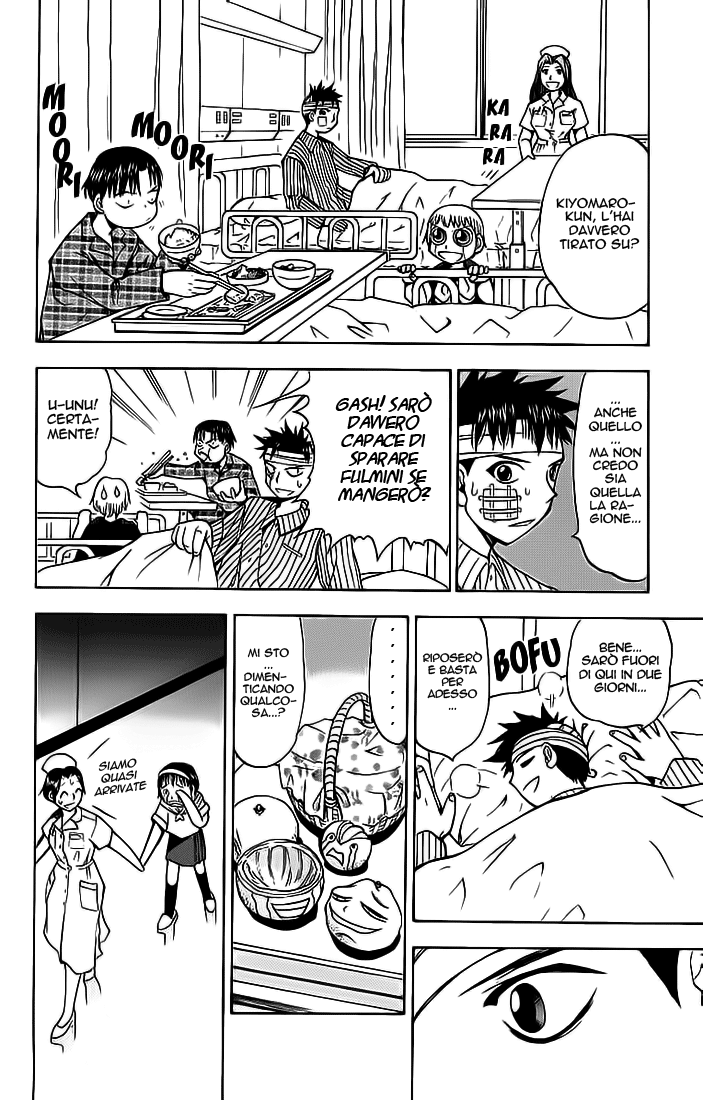 KA
RA
RA
KIYOMARO-
KUN, L'HAI
DAVVERO
TIRATO SU?
MOORI
MOORI
...
ANCHE
QUELLO
...
MA NON
CREDO
SIA
QUELLA
LA RA-
GIONE...
GASH! SARÒ
DAVVERO
CAPACE DI
SPARARE
FULMINI SE
MANGERÒ?
U-UNU!
CERTA-
MENTE!
BENE...
SARÒ FUORI
DI QUI IN DUE
GIORNI...
BOFU
RIPOSERÒ
E BASTA
PER
ADESSO
...
......
MI STO
...
DIMEN-
TICANDO
QUALCO-
SA...?
SIAMO
QUASI
ARRIVATE